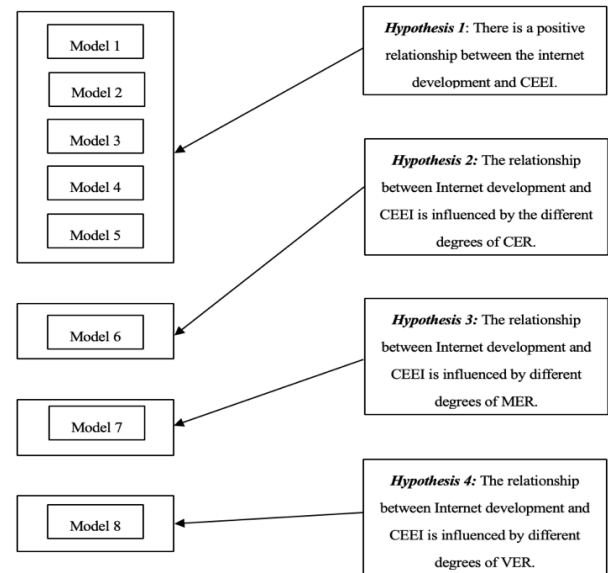 Model 1
Model 2
Model 3
Model 4
Model 5
Model 6
Model 7
Model 8
Hypothesis 1: There is a positive
relationship between the internet
development and CEEI.
Hypothesis 2: The relationship
between Internet development and
CEEI is influenced by the different
degrees of CER.
Hypothesis 3: The relationship
between Internet development and
CEEI is influenced by different
degrees of MER.
Hypothesis 4: The relationship
between Internet development and
CEEI is influenced by different
degrees of VER.